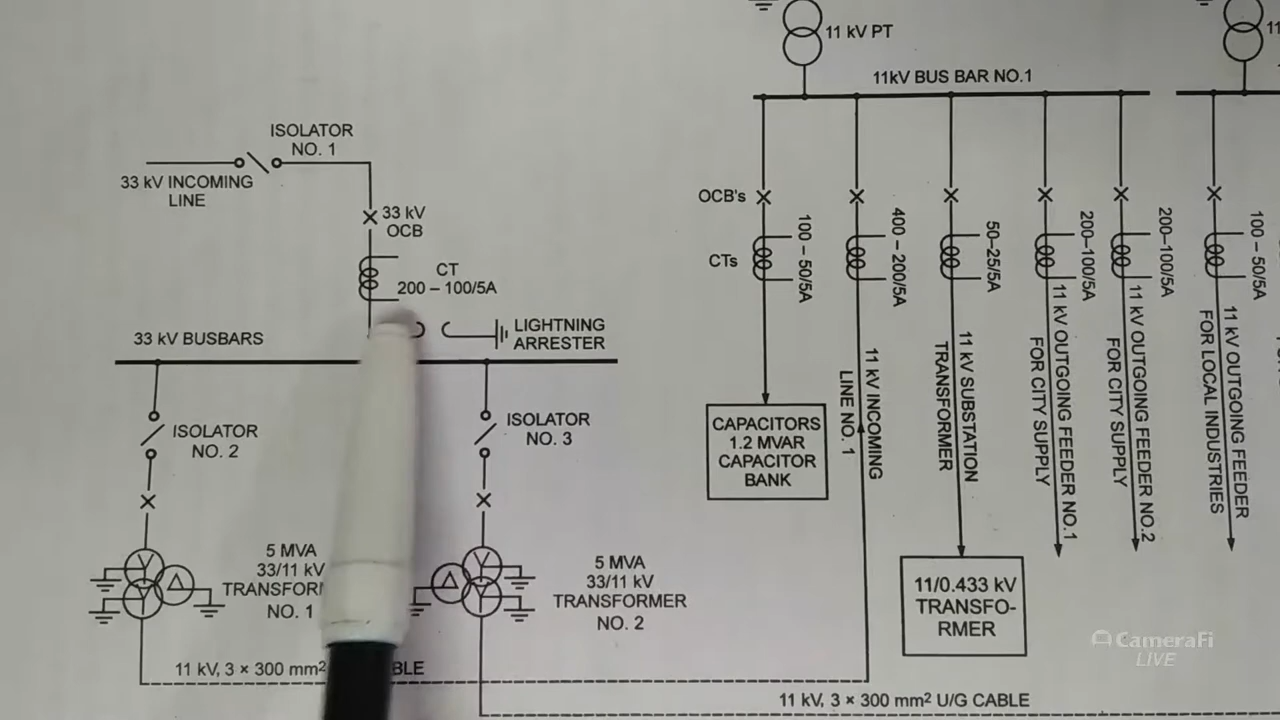 11 kV PT
11
11kV BUS BAR NO.1
ISOLATOR
NO. 1
33 kV INCOMING
LINE
33 kV
OCB
CT
200 – 100/5A
33 kV BUSBARS
LIGHTNING
ARRESTER
ISOLATOR
NO. 2
ISOLATOR
NO. 3
5 MVA
33/11 kV
NO. 1
5 MVA
33/11 kV
TRANSFORMER
NO. 2
11 kV, 3 × 300 mm²
11 kV, 3 × 300 mm² U/G CABLE
OCB's
CTs
100 – 50/5A
400 – 200/5A
50–25/5A
200–100/5A
200–100/5A
100 – 50/5A
11 kV INCOMING
LINE NO. 1
11 kV SUBSTATION
TRANSFORMER
11 kV OUTGOING FEEDER NO.1
FOR CITY SUPPLY
11 kV OUTGOING FEEDER NO.2
FOR CITY SUPPLY
11 kV OUTGOING FEEDER
FOR LOCAL INDUSTRIES
CAPACITORS
1.2 MVAR
CAPACITOR
BANK
11/0.433 kV
TRANSFO-
RMER
CameraFi
LIVE